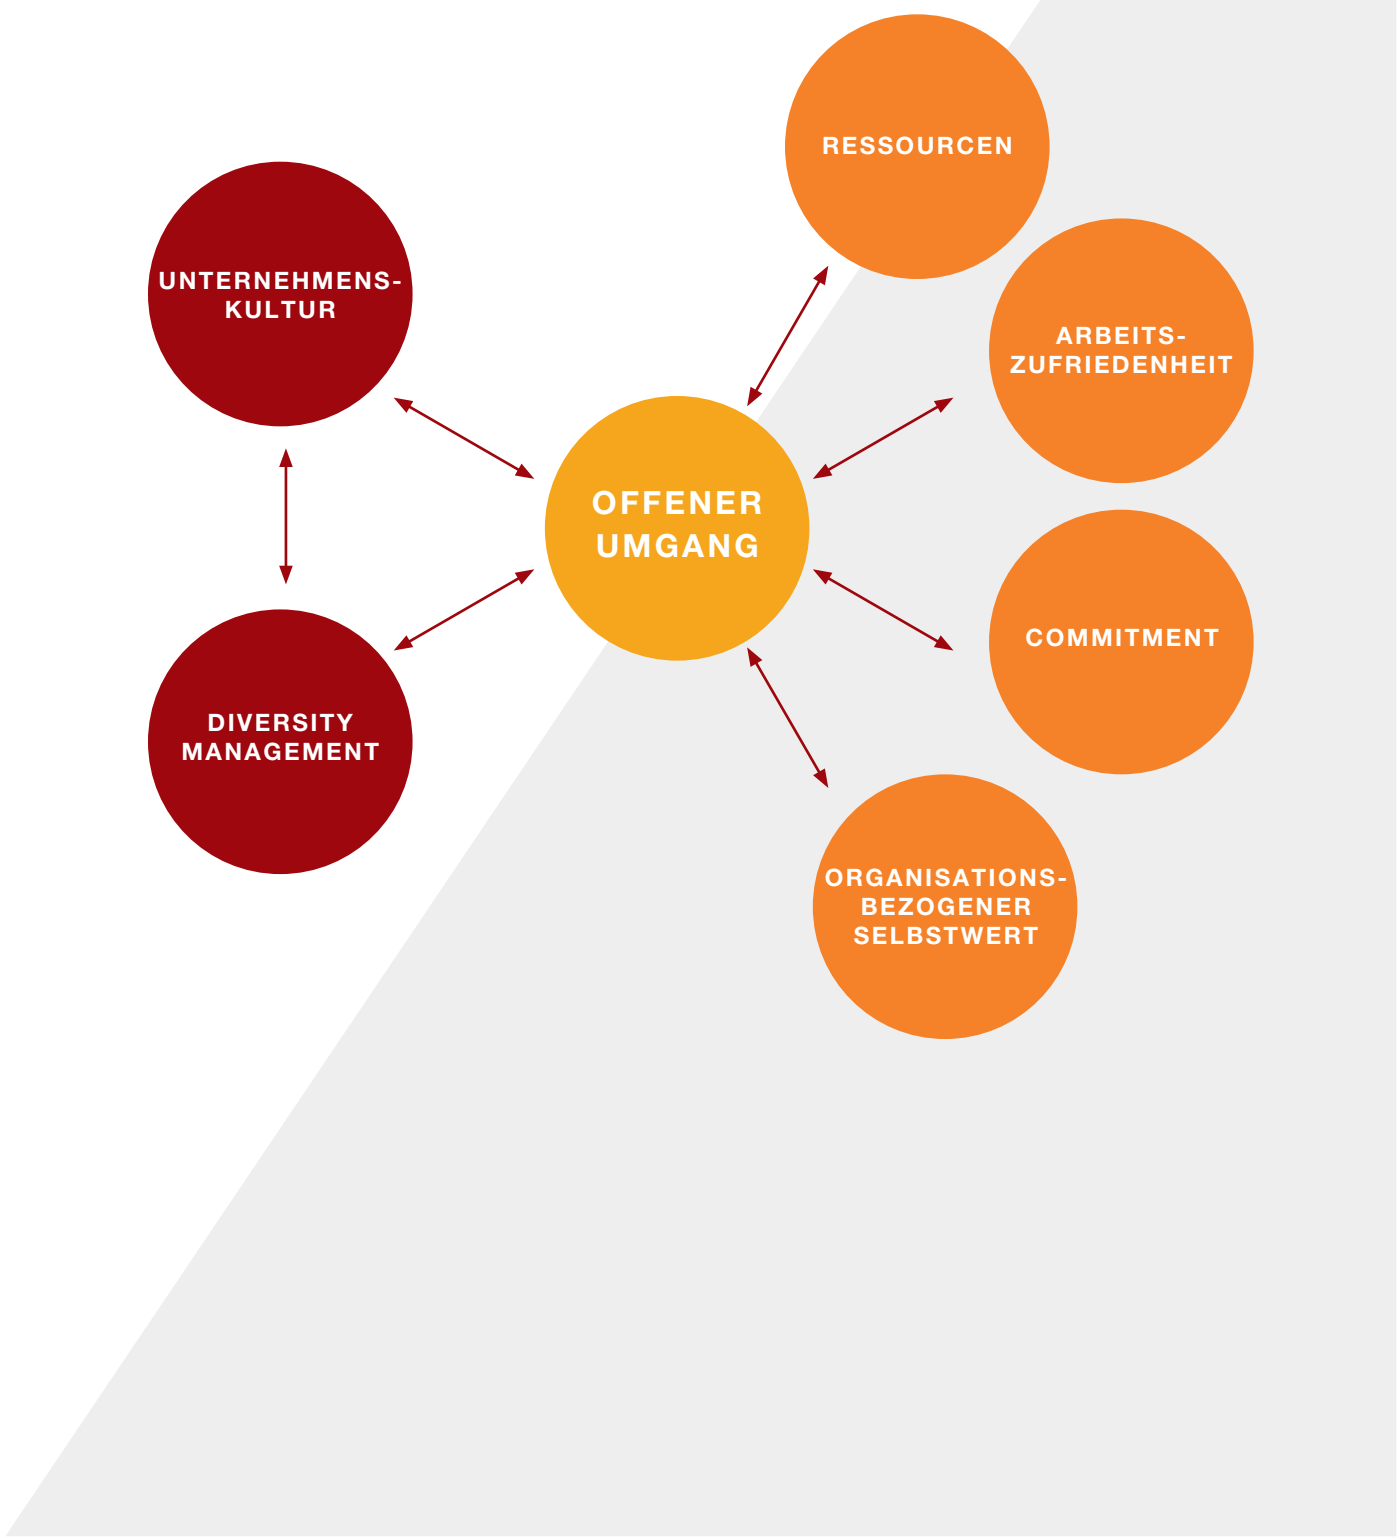 RESSOURCEN
UNTERNEHMENS-
KULTUR
ARBEITS-
ZUFRIEDENHEIT
OFFENER
UMGANG
COMMITMENT
DIVERSITY
MANAGEMENT
ORGANISATIONS-
BEZOGENER
SELBSTWERT